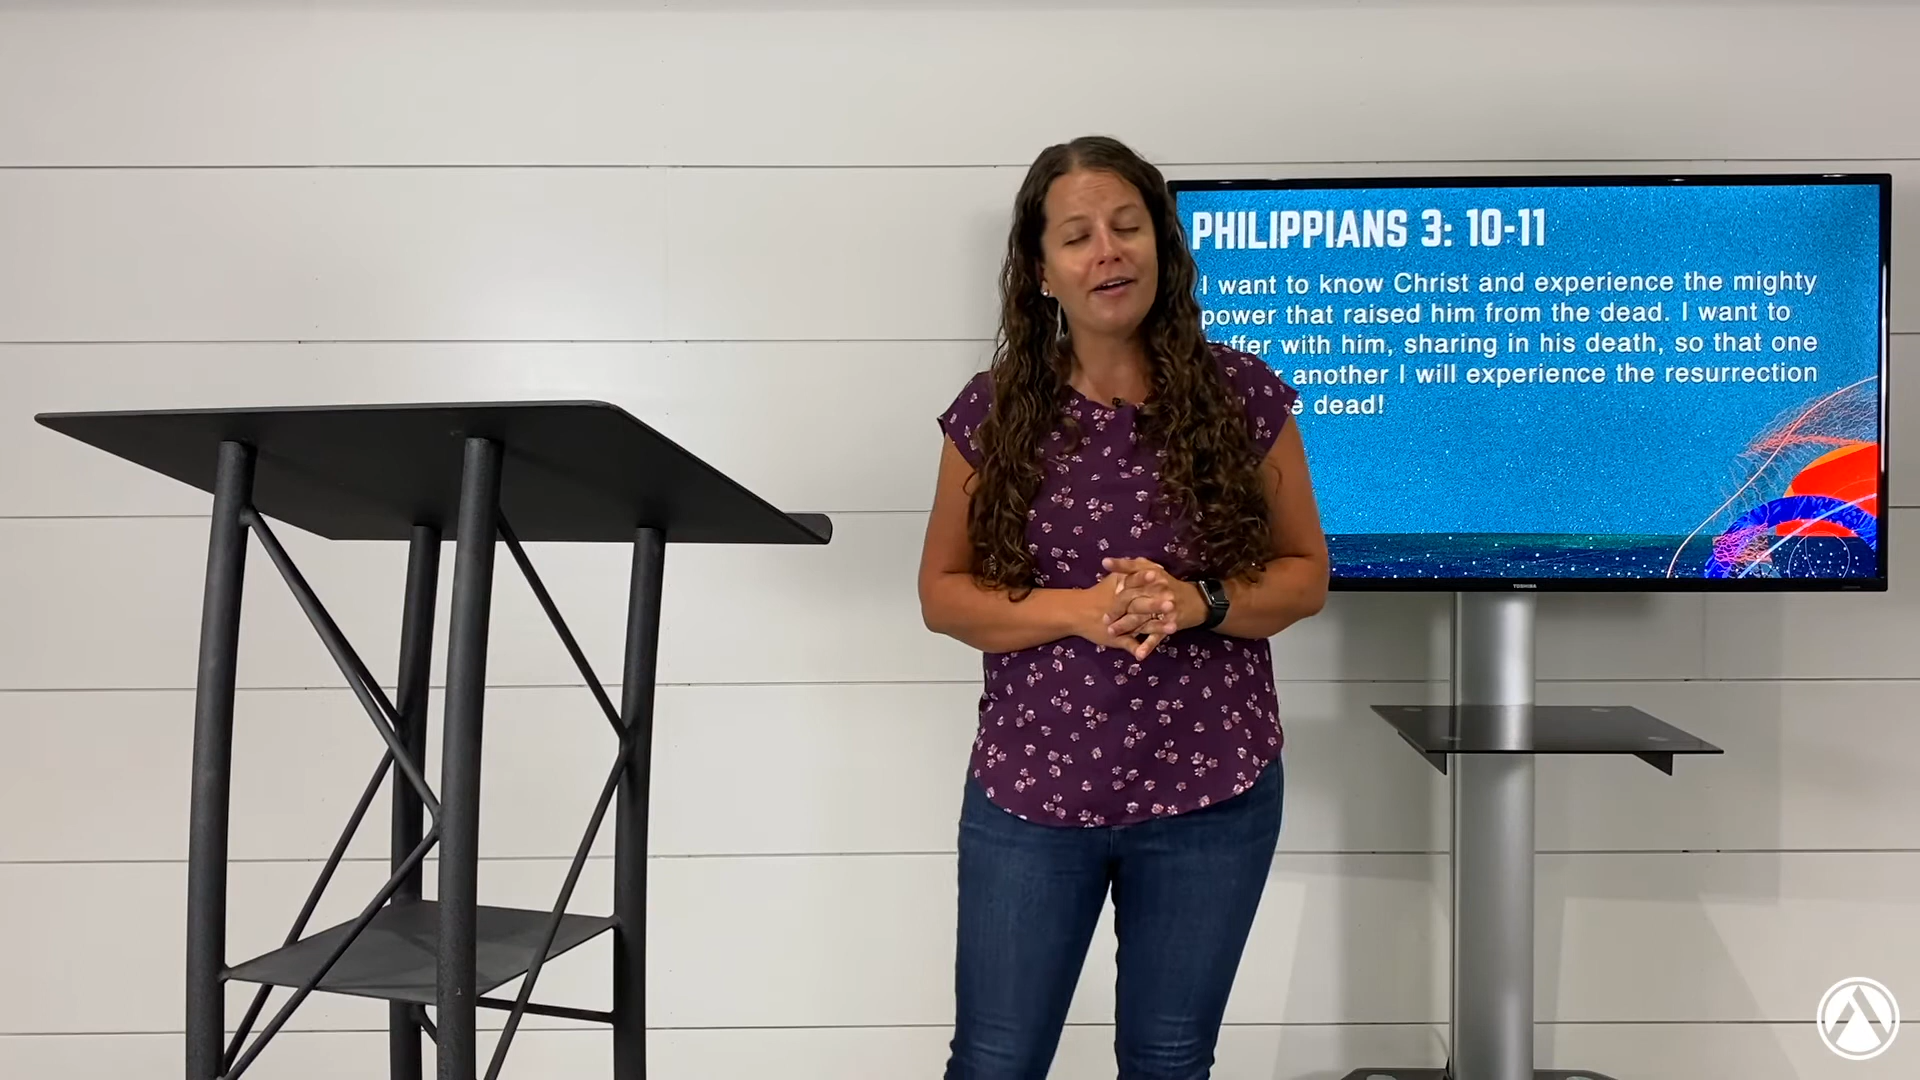 PHILIPPIANS 3: 10-11
I want to know Christ and experience the mighty
power that raised him from the dead. I want to
with him, sharing in his death, so that one
another I will experience the resurrection
dead!
TOSHIBA